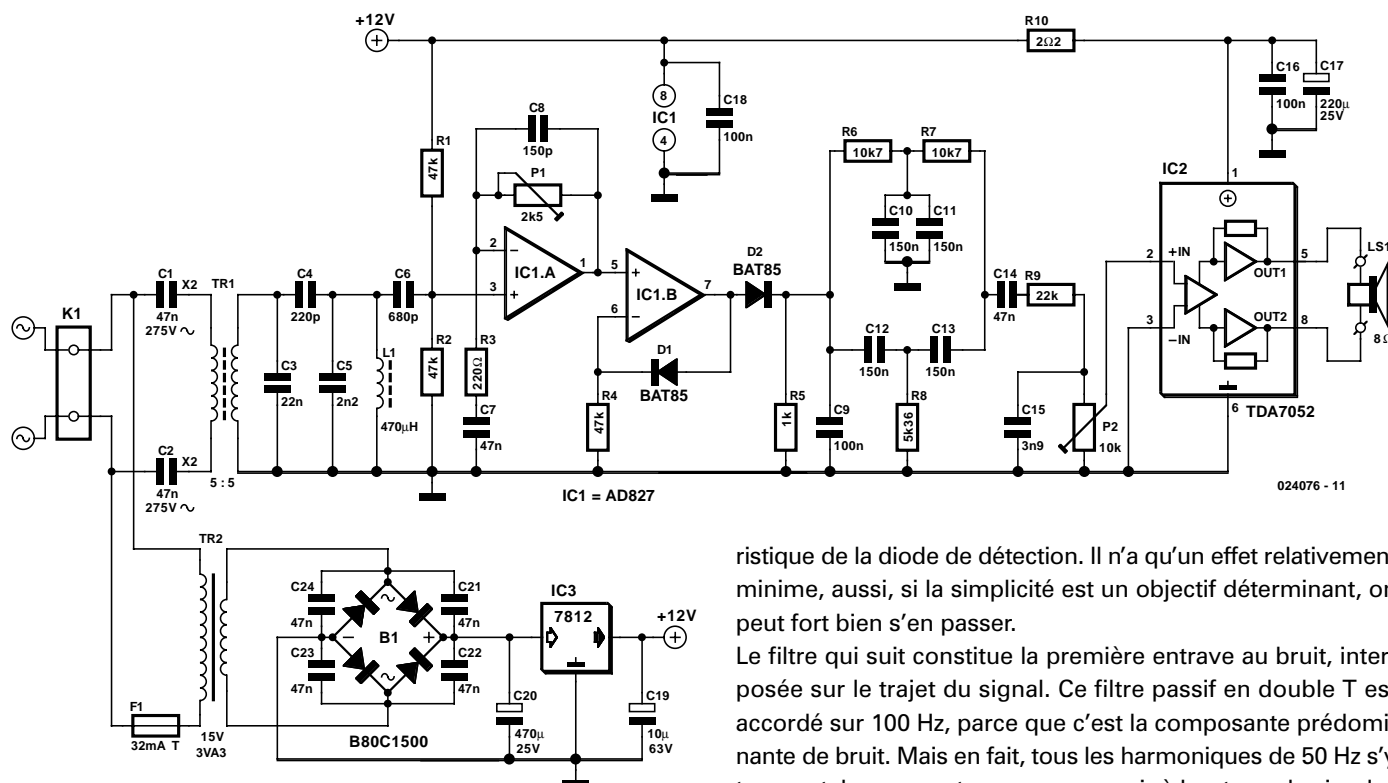 +12V
R10
2Ω2
C16
100n
C17
220µ
25V
C8
150p
P1
2k5
R1
47k
8
IC1
4
C18
100n
R6
10k7
R7
10k7
C10
150n
C11
150n
IC2
1
2
+IN
3
−IN
OUT1
5
OUT2
8
6
TDA7052
LS1
8Ω
2
3
IC1.A
1
5
6
IC1.B
7
D2
BAT85
D1
BAT85
C14
47n
R9
22k
K1
C1
X2
47n
275V
TR1
5 : 5
C2
X2
47n
275V
C4
220p
C6
680p
C3
22n
C5
2n2
L1
470µH
R2
47k
R3
220Ω
C7
47n
R4
47k
R5
1k
C9
100n
C12
150n
C13
150n
R8
5k36
C15
3n9
P2
10k
IC1 = AD827
024076 - 11
TR2
15V
3VA3
F1
32mA T
C24
47n
C21
47n
C23
47n
C22
47n
B1
B80C1500
C20
470µ
25V
IC3
7812
+12V
C19
10µ
63V
ristique de la diode de détection. Il n'a qu'un effet relativement
minime, aussi, si la simplicité est un objectif déterminant, on
peut fort bien s'en passer.
Le filtre qui suit constitue la première entrave au bruit, inter-
posée sur le trajet du signal. Ce filtre passif en double T est
accordé sur 100 Hz, parce que c'est la composante prédomi-
nante de bruit. Mais en fait, tous les harmoniques de 50 Hz s'y